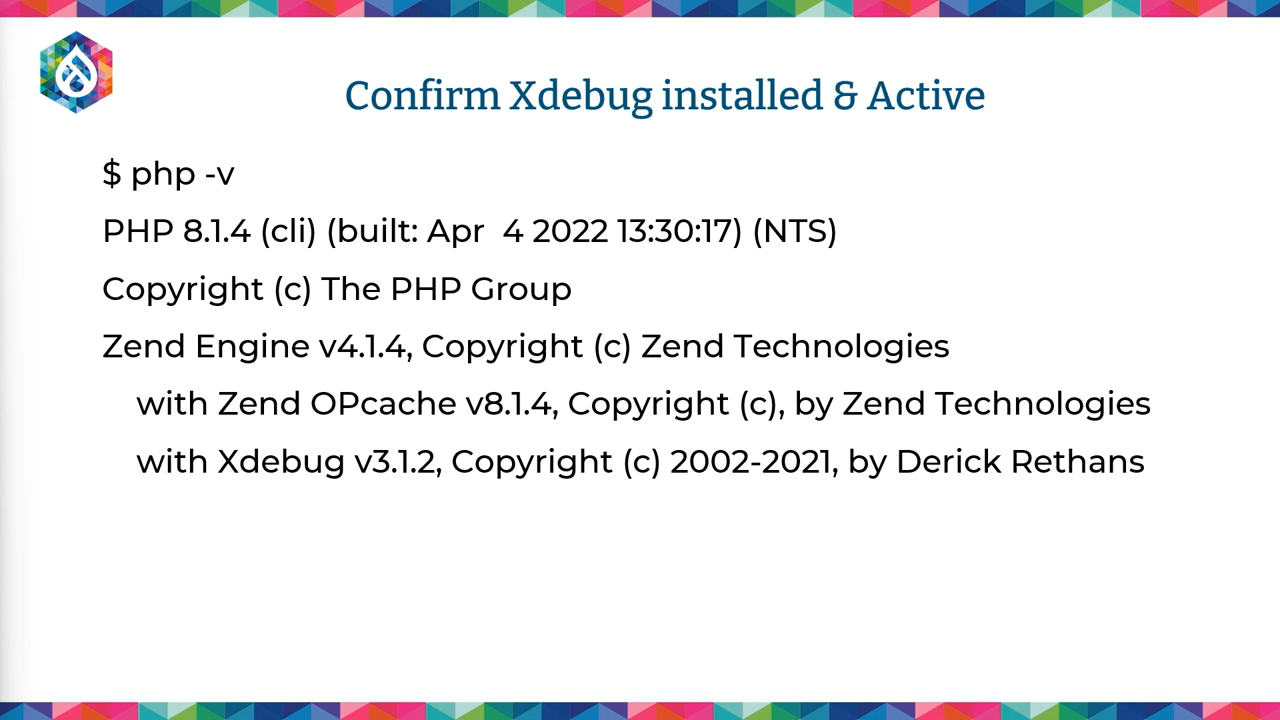 Confirm Xdebug installed & Active
$ php -v
PHP 8.1.4 (cli) (built: Apr  4 2022 13:30:17) (NTS)
Copyright (c) The PHP Group
Zend Engine v4.1.4, Copyright (c) Zend Technologies
with Zend OPcache v8.1.4, Copyright (c), by Zend Technologies
with Xdebug v3.1.2, Copyright (c) 2002-2021, by Derick Rethans